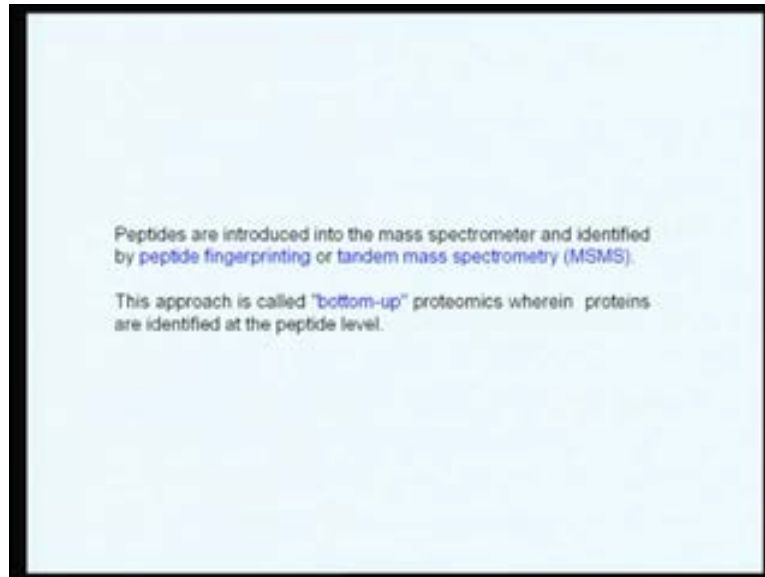 Peptides are introduced into the mass spectrometer and identified
by peptide fingerprinting or tandem mass spectrometry (MSMS).
This approach is called "bottom-up" proteomics wherein proteins
are identified at the peptide level.